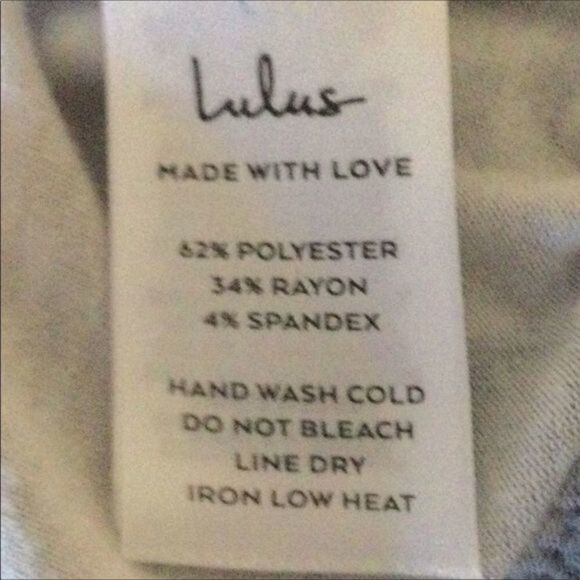 Lulus
MADE WITH LOVE
62% POLYESTER
34% RAYON
4% SPANDEX
HAND WASH COLD
DO NOT BLEACH
LINE DRY
IRON LOW HEAT